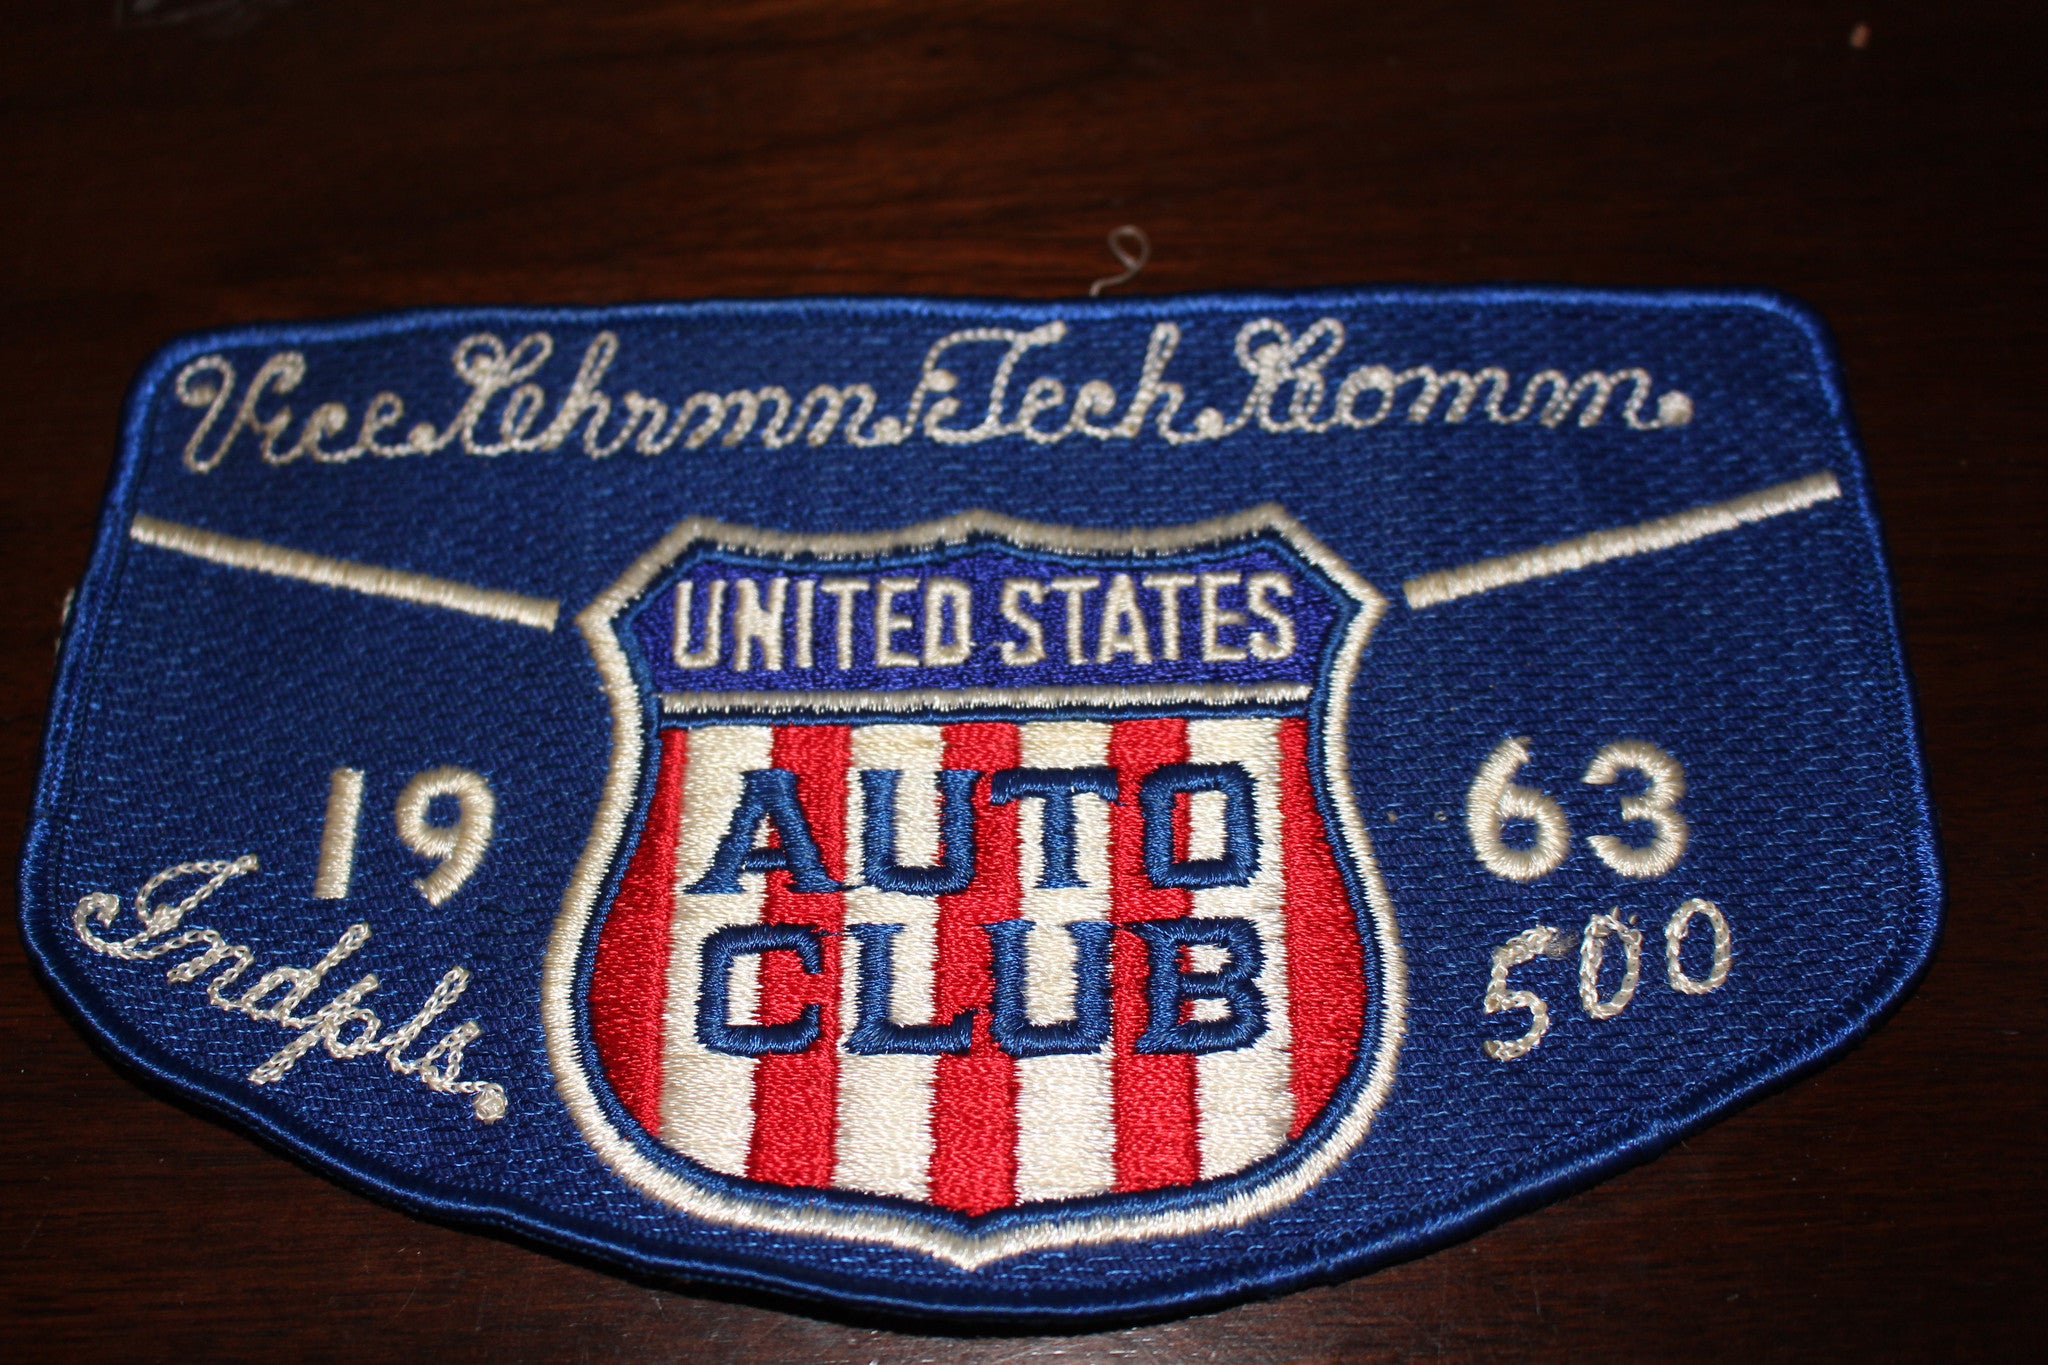 Vice Chrmn. Tech. Comm.
UNITED STATES
AUTO
CLUB
19 63
Indpls. 500